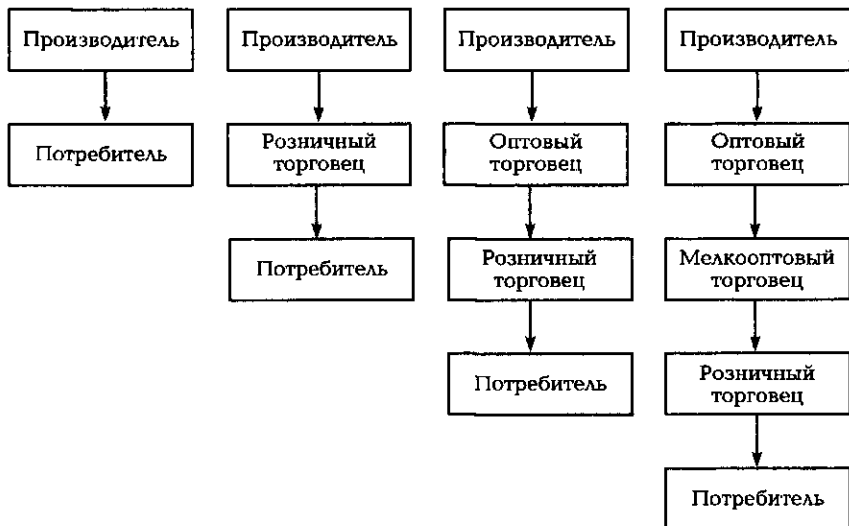 Производитель
Потребитель
Производитель
Розничный
торговец
Потребитель
Производитель
Оптовый
торговец
Розничный
торговец
Потребитель
Производитель
Оптовый
торговец
Мелкооптовый
торговец
Розничный
торговец
Потребитель